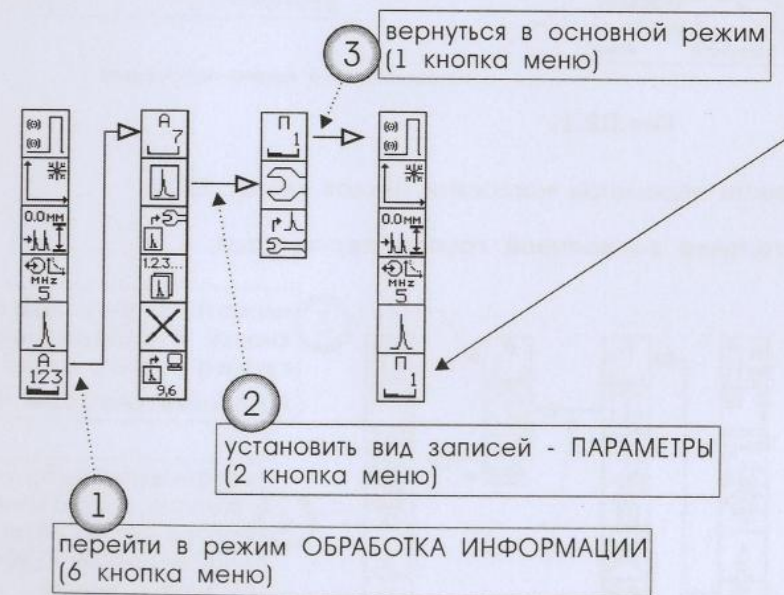 3
вернуться в основной режим
(1 кнопка меню)
А
7
П
1
0.0мм
MHz
5
А
123
1.2.3...
9,6
0.0мм
MHz
5
П
1
2
установить вид записей - ПАРАМЕТРЫ
(2 кнопка меню)
1
перейти в режим ОБРАБОТКА ИНФОРМАЦИИ
(6 кнопка меню)